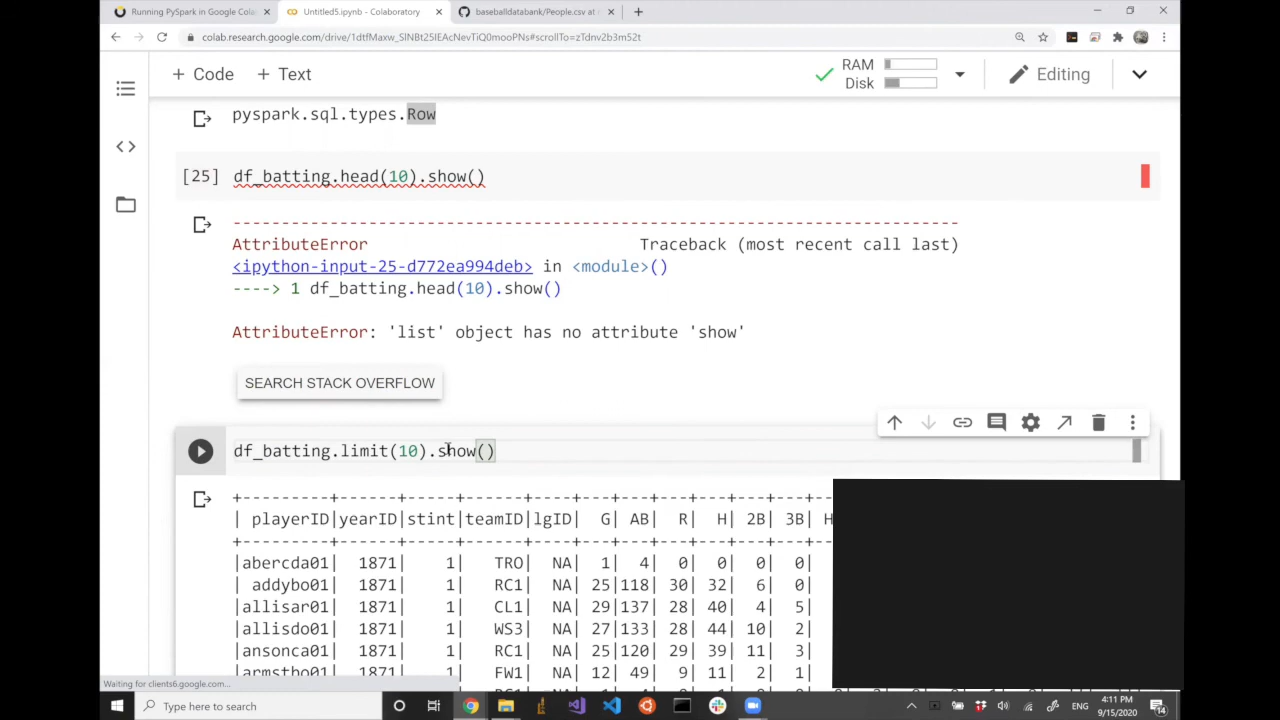 Running PySpark in Google Colab
Untitled5.ipynb - Colaboratory
baseballdatabank/People.csv at
colab.research.google.com/drive/1dtfMaxw_SlNBt25IEAcNevTiQ0mooPNs#scrollTo=zTdnv2b3m52t
+ Code + Text
RAM
Disk
Editing
pyspark.sql.types.Row
[25] df_batting.head(10).show()
---------------------------------------------------------------------------
AttributeError Traceback (most recent call last)
<ipython-input-25-d772ea994deb> in <module>()
----> 1 df_batting.head(10).show()
AttributeError: 'list' object has no attribute 'show'
SEARCH STACK OVERFLOW
df_batting.limit(10).show()
+---------+------+-----+------+----+---+---+---+---+---+---+
| playerID|yearID|stint|teamID|lgID| G| AB| R| H| 2B| 3B| H
+---------+------+-----+------+----+---+---+---+---+---+---+
|abercda01| 1871| 1| TRO| NA| 1| 4| 0| 0| 0| 0|
| addybo01| 1871| 1| RC1| NA| 25|118| 30| 32| 6| 0|
|allisar01| 1871| 1| CL1| NA| 29|137| 28| 40| 4| 5|
|allisdo01| 1871| 1| WS3| NA| 27|133| 28| 44| 10| 2|
|ansonca01| 1871| 1| RC1| NA| 25|120| 29| 39| 11| 3|
|armstbo01| 1871| 1| FW1| NA| 12| 49| 9| 11| 2| 1|
Waiting for clients6.google.com...
Type here to search
ENG
4:11 PM
9/15/2020
14